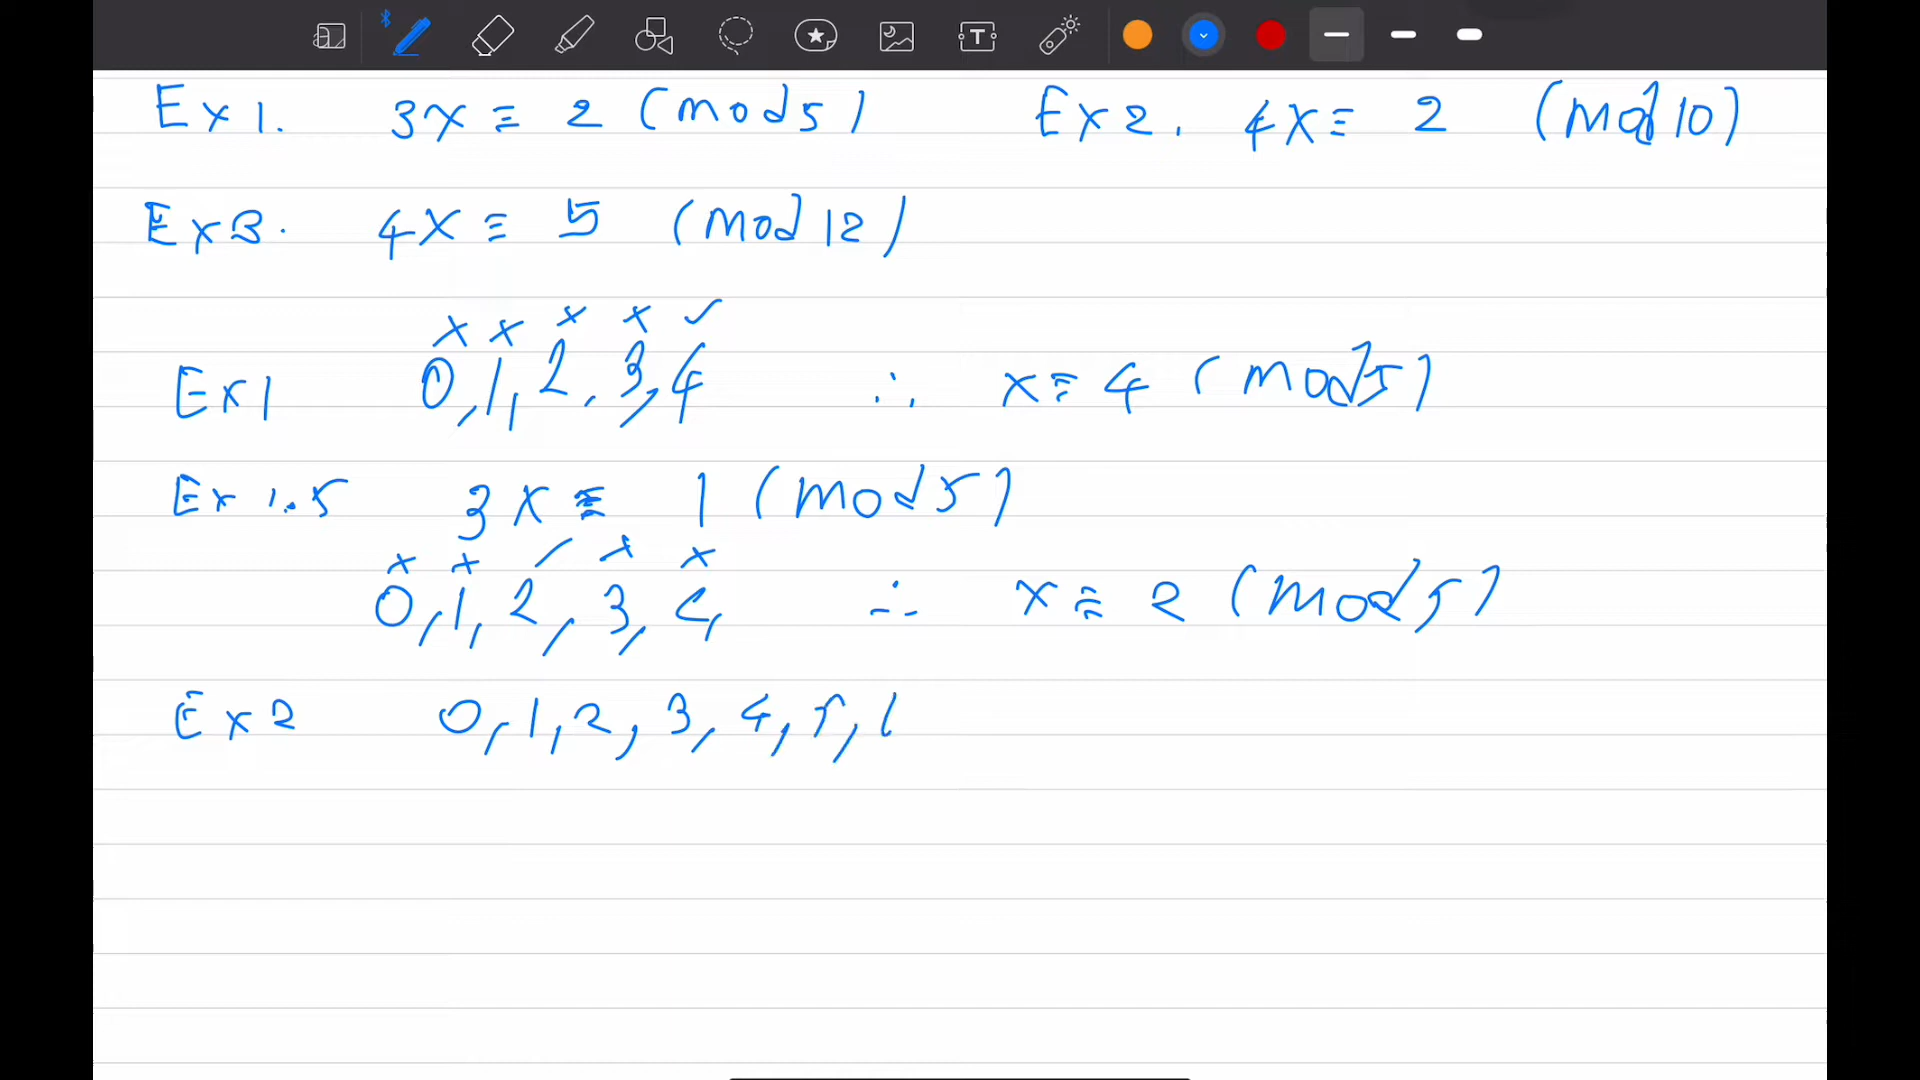 Ex 1. 3x ≡ 2 (mod 5) Ex 2. 4x ≡ 2 (mod 10)
Ex 3. 4x ≡ 5 (mod 12)
x x x x ✓
Ex 1 0, 1, 2, 3, 4 ∴ x ≡ 4 (mod 5)
Ex 1.5 3x ≡ 1 (mod 5)
x x ✓ x x
0, 1, 2, 3, 4, ∴ x ≡ 2 (mod 5)
Ex 2 0, 1, 2, 3, 4, 5,